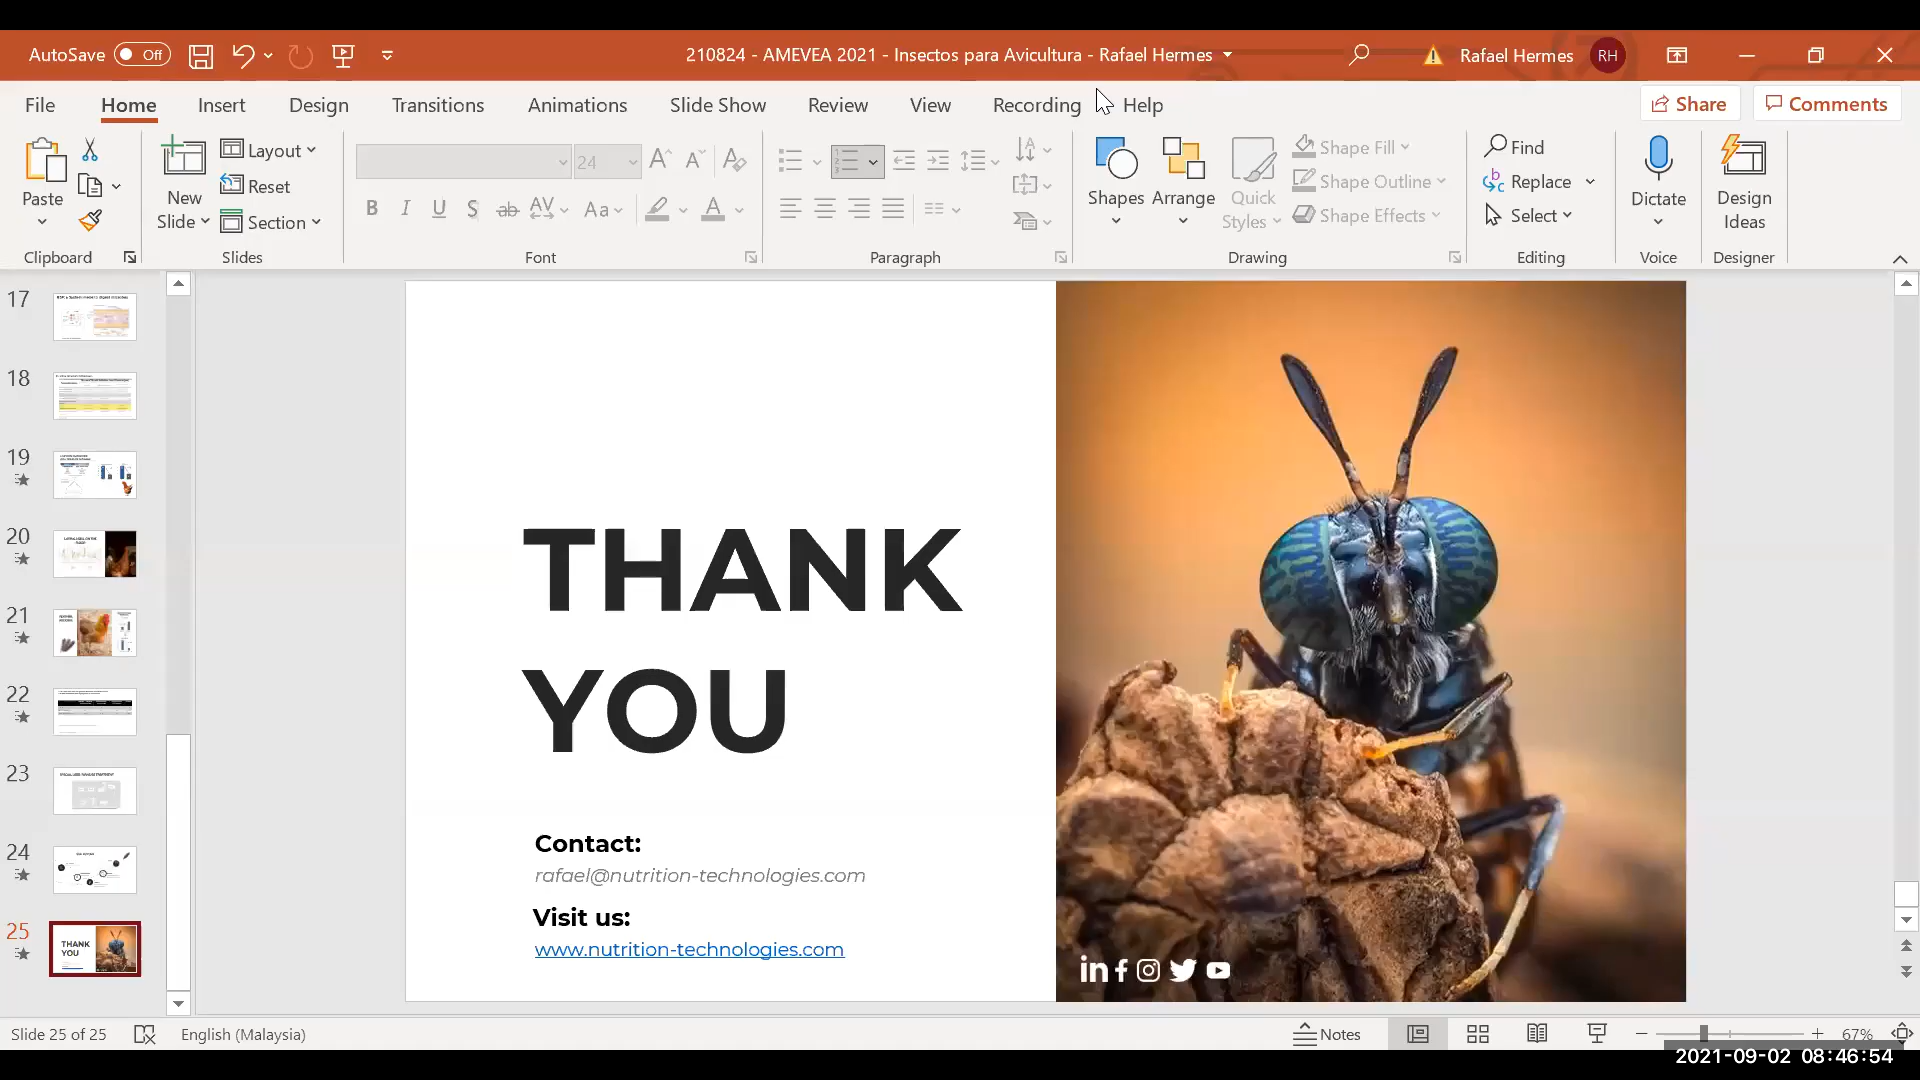 AutoSave Off
210824 - AMEVEA 2021 - Insectos para Avicultura - Rafael Hermes
Rafael Hermes RH
File Home Insert Design Transitions Animations Slide Show Review View Recording Help
Share Comments
Paste
New Slide
Layout
Reset
Section
24
Shapes
Arrange
Quick Styles
Shape Fill
Shape Outline
Shape Effects
Find
Replace
Select
Dictate
Design Ideas
Clipboard Slides Font Paragraph Drawing Editing Voice Designer
17
18
19
20
21
22
23
24
25
THANK
YOU
THANK
YOU
Contact:
rafael@nutrition-technologies.com
Visit us:
www.nutrition-technologies.com
Slide 25 of 25 English (Malaysia) Notes 67%
2021-09-02 08:46:54